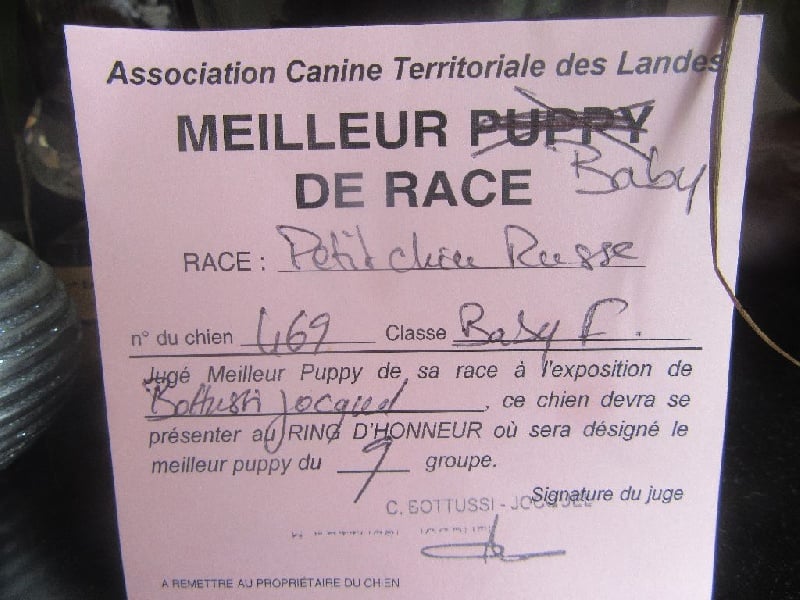 Association Canine Territoriale des Landes
MEILLEUR PUPPY
Baby
DE RACE
RACE : Petit chien Russe
n° du chien 469 Classe Baby F.
Jugé Meilleur Puppy de sa race à l'exposition de
Bottussi Jocquel, ce chien devra se
présenter au RING D'HONNEUR où sera désigné le
meilleur puppy du 9 groupe.
Signature du juge
C. BOTTUSSI - JOCQUEL
A REMETTRE AU PROPRIÉTAIRE DU CHIEN